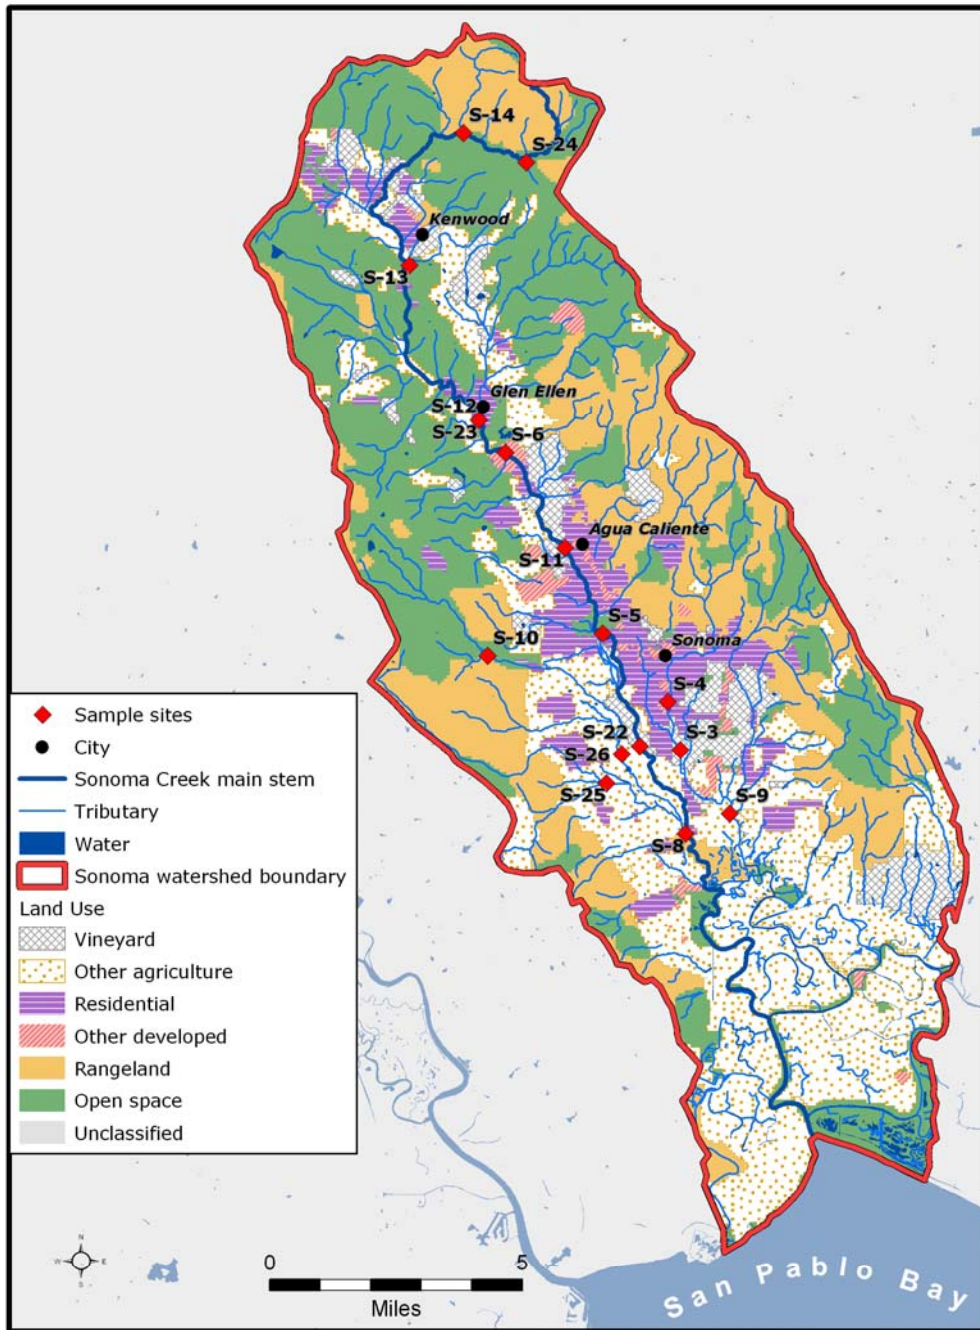 S-14
S-24
Kenwood
S-13
Glen Ellen
S-12
S-23
S-6
Agua Caliente
S-11
S-5
S-10
Sonoma
S-4
S-22
S-3
S-26
S-25
S-9
S-8
Sample sites
City
Sonoma Creek main stem
Tributary
Water
Sonoma watershed boundary
Land Use
Vineyard
Other agriculture
Residential
Other developed
Rangeland
Open space
Unclassified
N
W E
S
0 5
Miles
San Pablo Bay